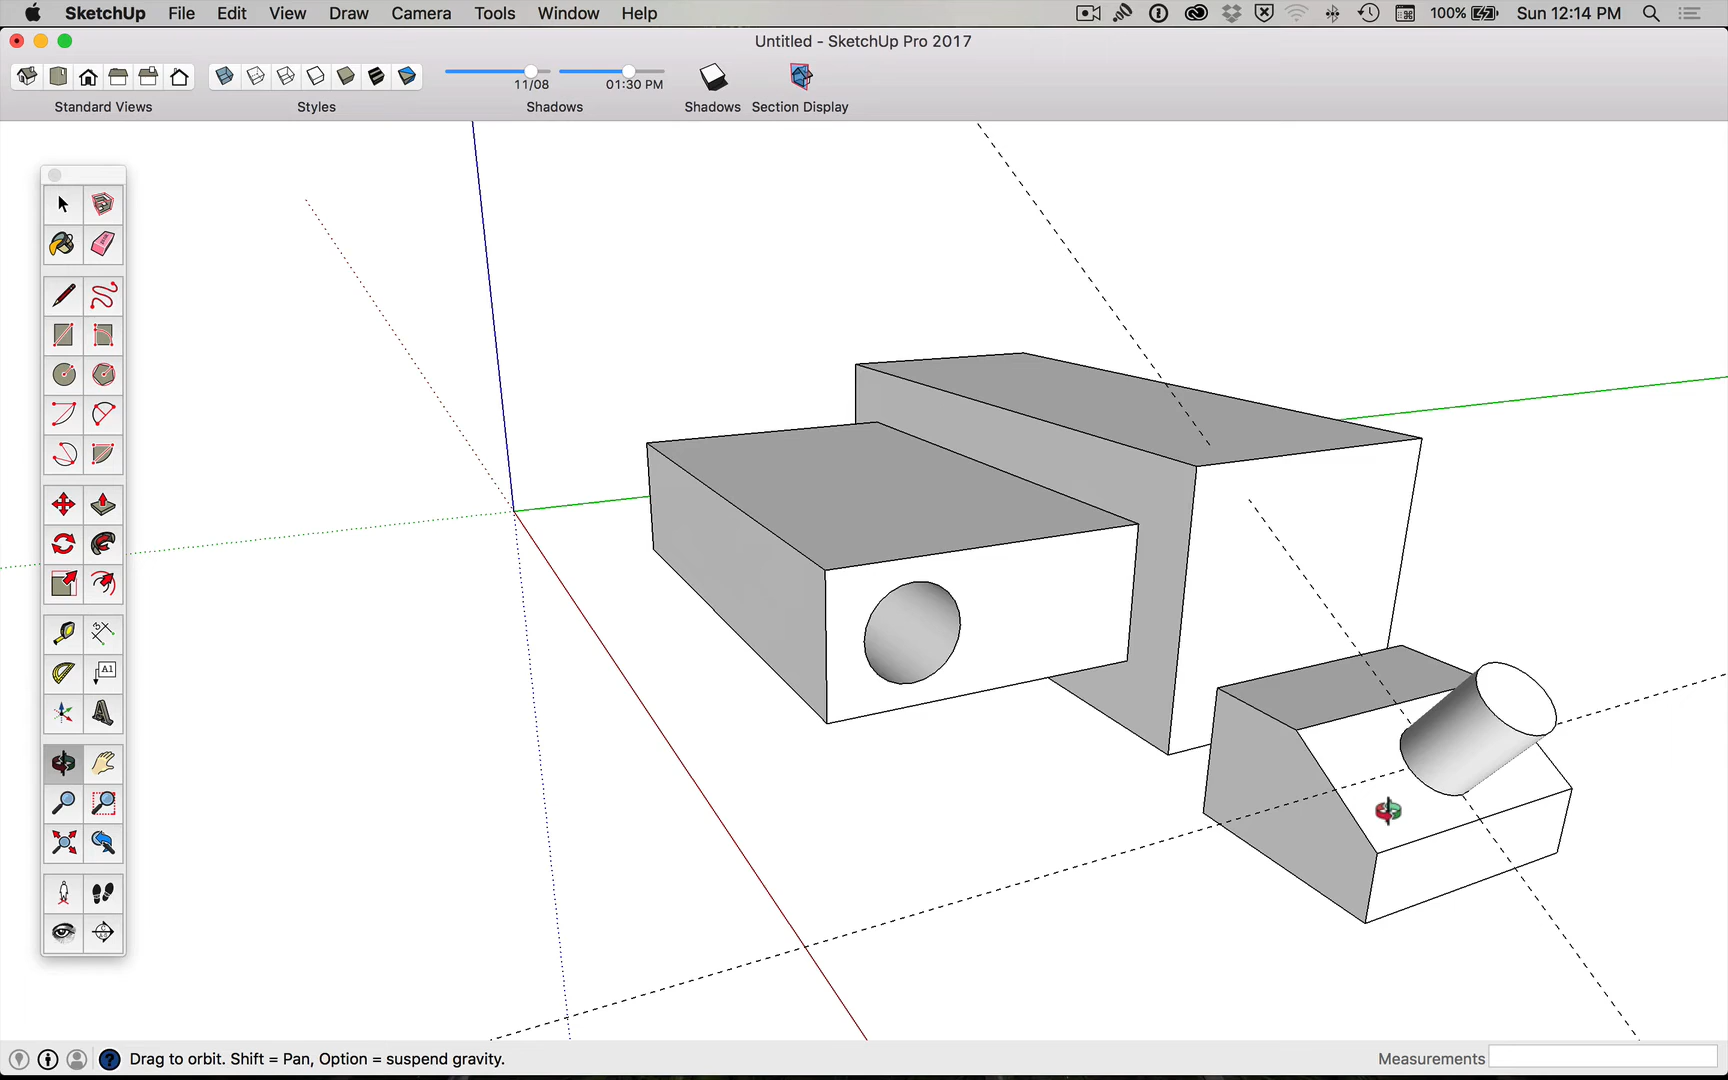 SketchUp File Edit View Draw Camera Tools Window Help 100% Sun 12:14 PM
Untitled - SketchUp Pro 2017
11/08 01:30 PM
Standard Views Styles Shadows Shadows Section Display
A1
Drag to orbit. Shift = Pan, Option = suspend gravity. Measurements